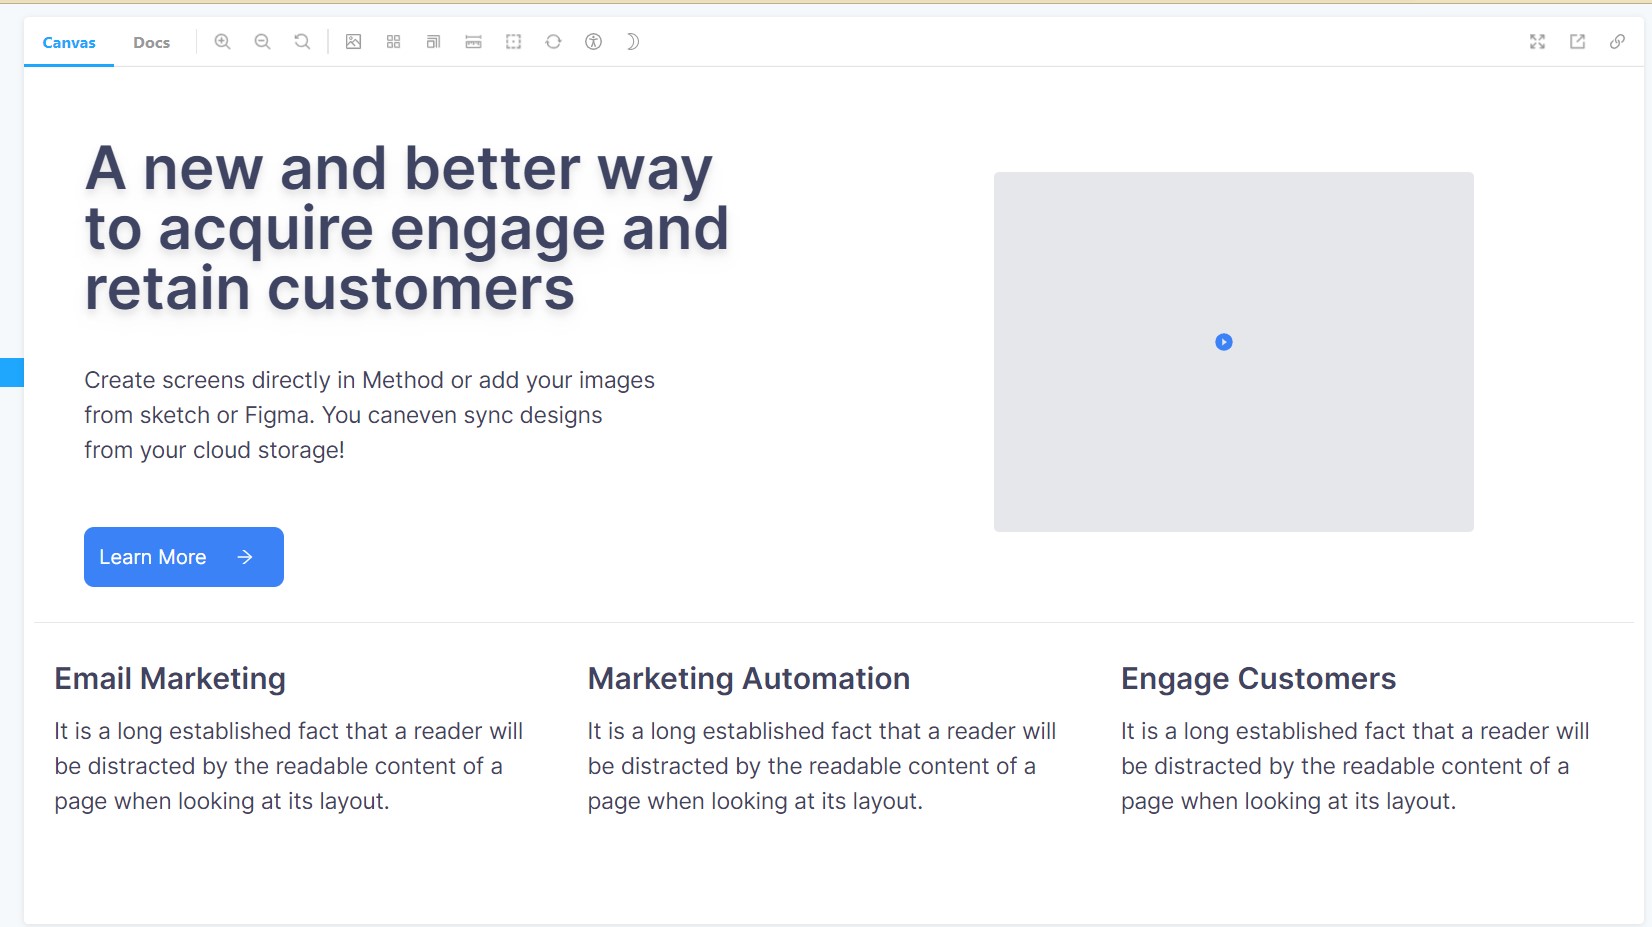 Canvas Docs
A new and better way
to acquire engage and
retain customers
Create screens directly in Method or add your images
from sketch or Figma. You caneven sync designs
from your cloud storage!
Learn More
Email Marketing
It is a long established fact that a reader will
be distracted by the readable content of a
page when looking at its layout.
Marketing Automation
It is a long established fact that a reader will
be distracted by the readable content of a
page when looking at its layout.
Engage Customers
It is a long established fact that a reader will
be distracted by the readable content of a
page when looking at its layout.